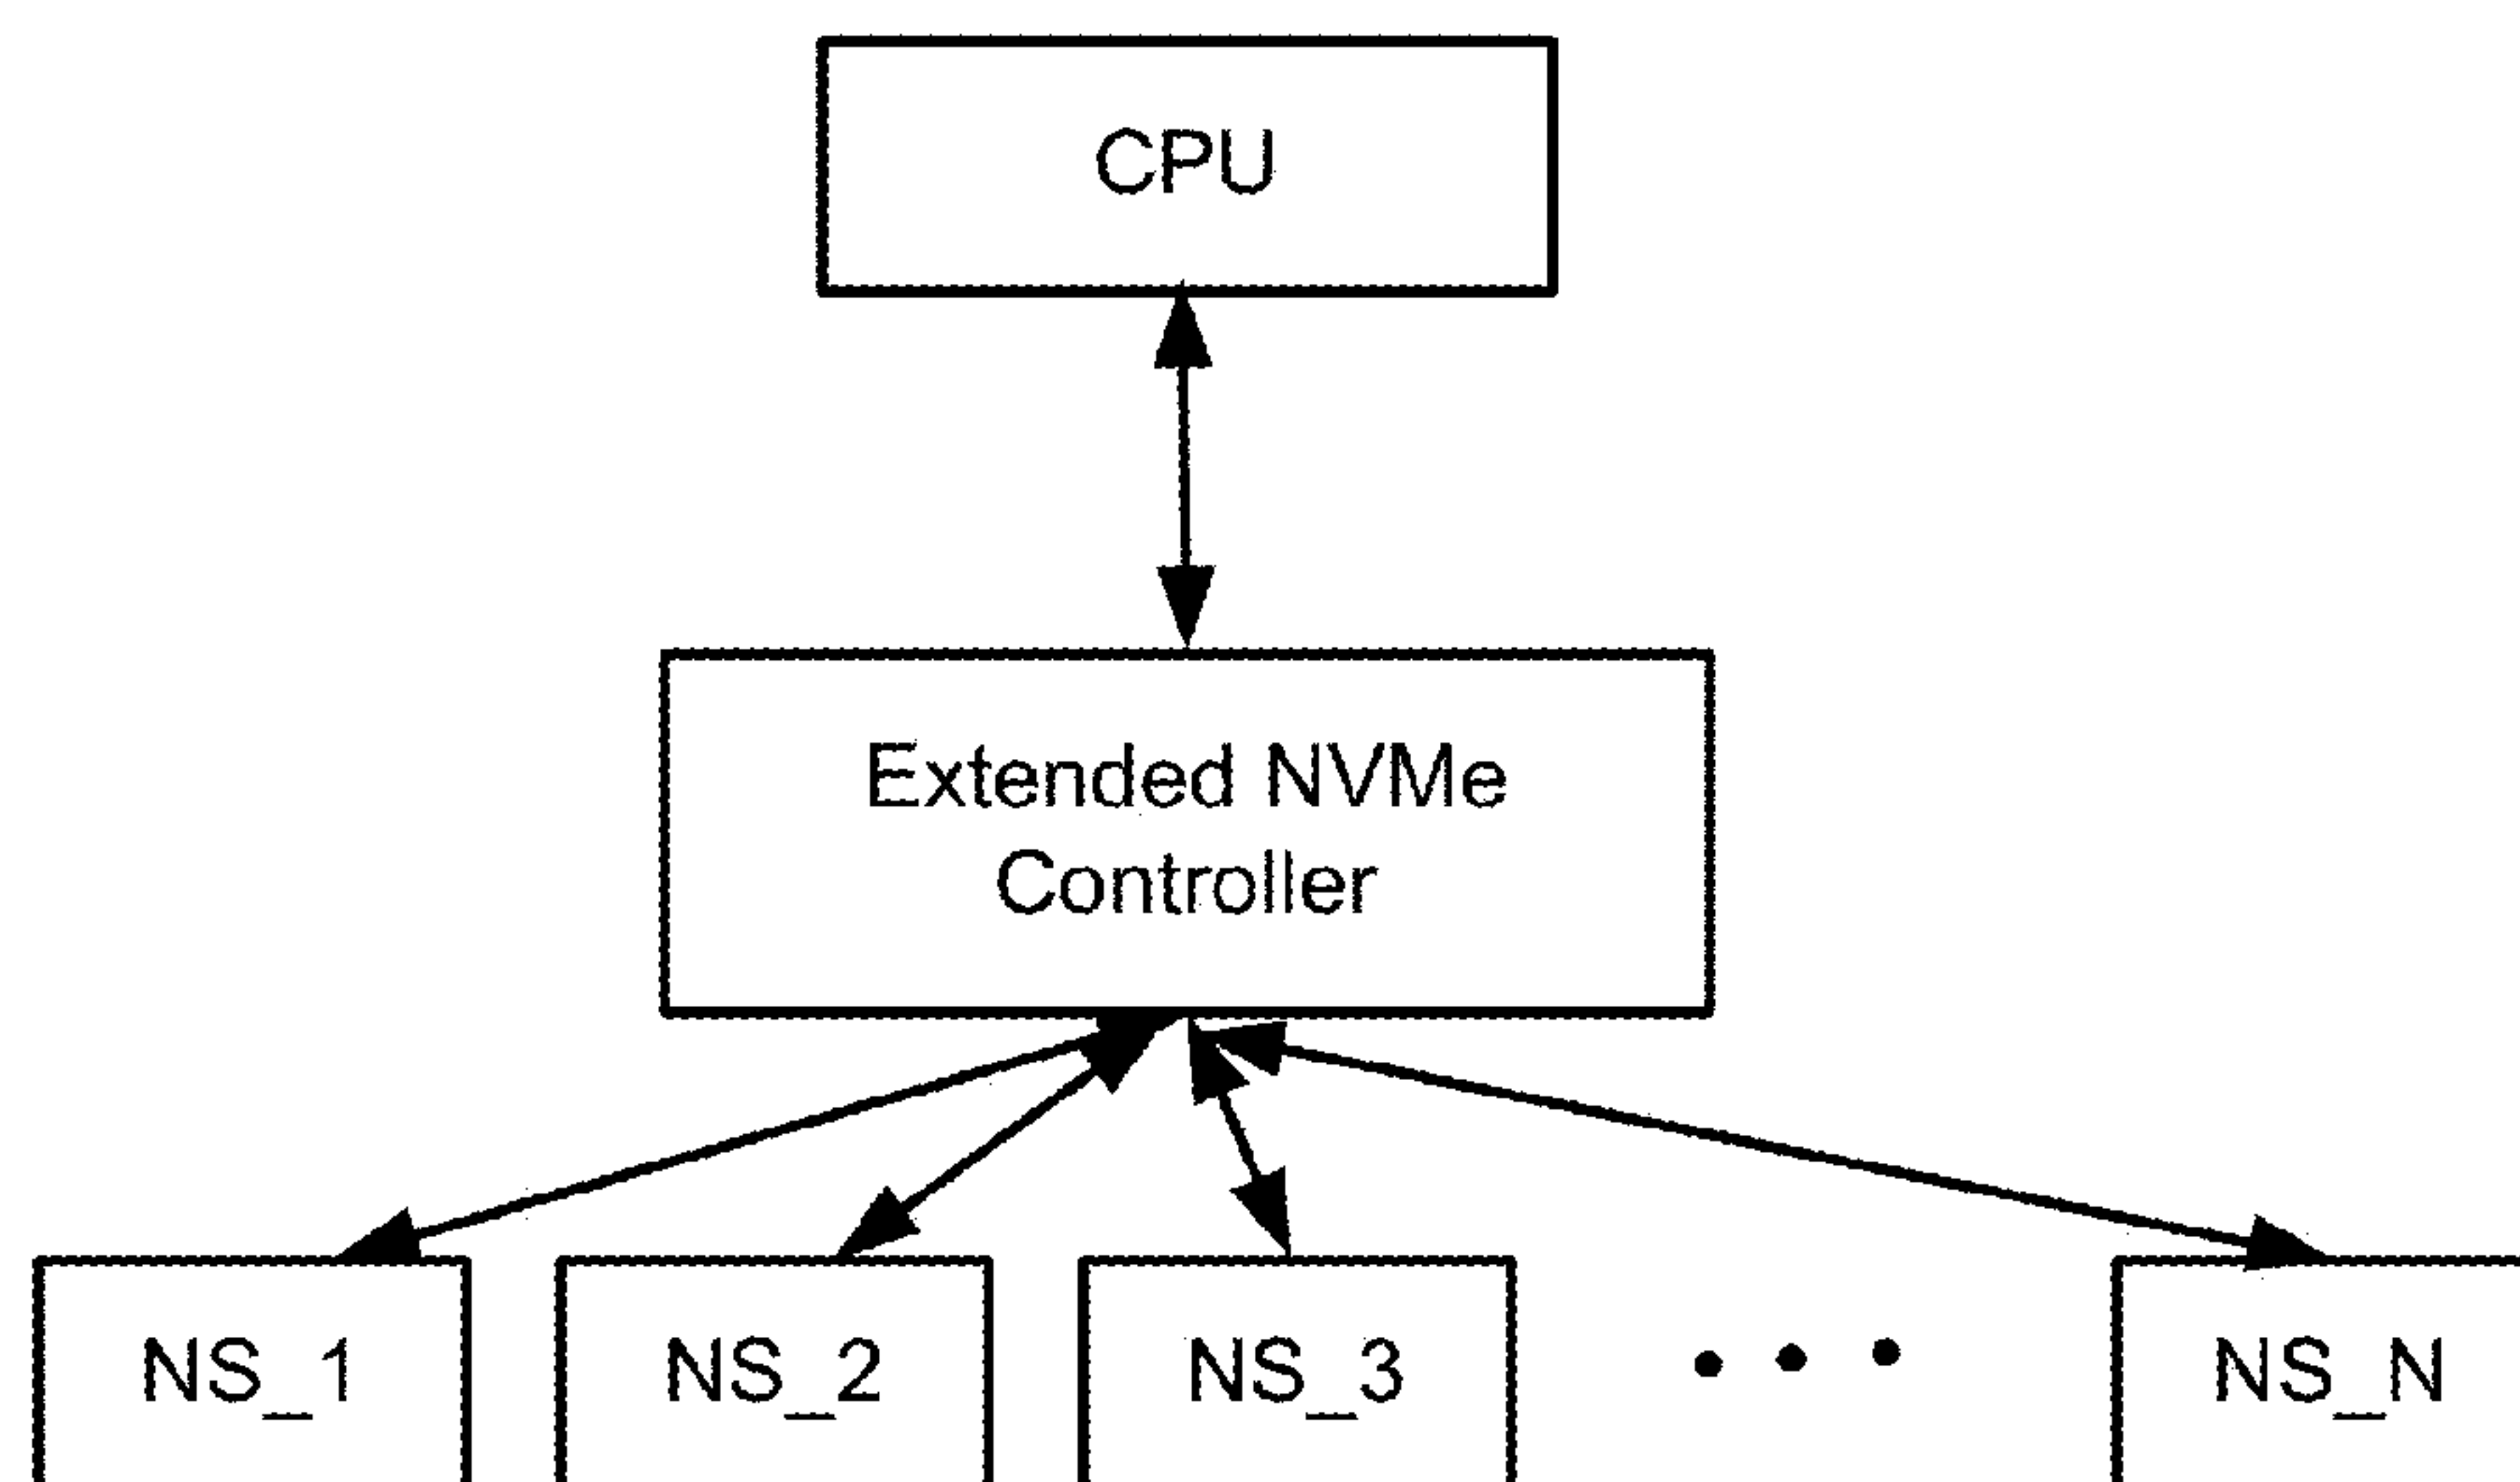 CPU
Extended NVMe
Controller
NS_1
NS_2
NS_3
NS_N